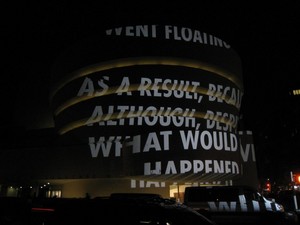 WENT FLOATING
AS A RESULT, BECAU
ALTHOUGH, DESPI
WHAT WOULD
HAPPENED